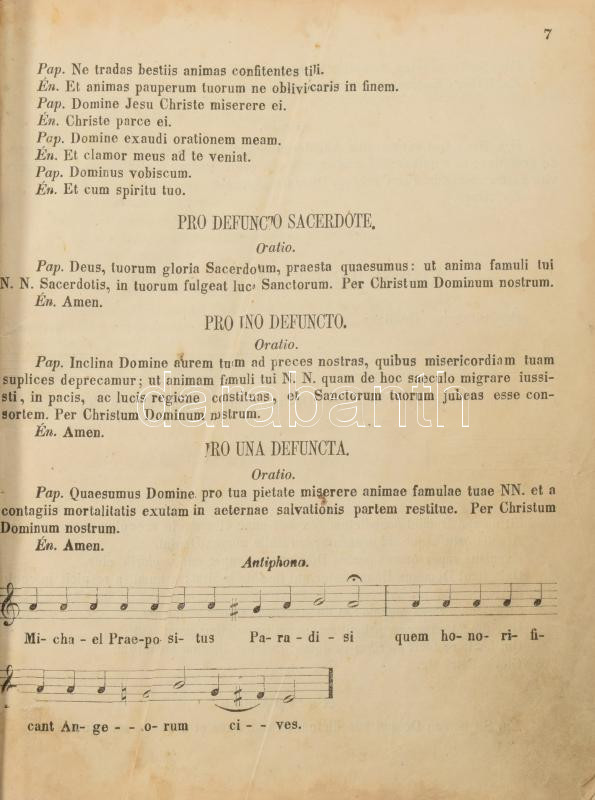 7
Pap. Ne tradas bestiis animas confitentes tibi.
Én. Et animas pauperum tuorum ne oblivicaris in finem.
Pap. Domine Jesu Christe miserere ei.
Én. Christe parce ei.
Pap. Domine exaudi orationem meam.
Én. Et clamor meus ad te veniat.
Pap. Dominus vobiscum.
Én. Et cum spiritu tuo.
PRO DEFUNCTO SACERDOTE.
Oratio.
Pap. Deus, tuorum gloria Sacerdotum, praesta quaesumus: ut anima famuli tui
N. N. Sacerdotis, in tuorum fulgeat luce Sanctorum. Per Christum Dominum nostrum.
Én. Amen.
PRO UNO DEFUNCTO.
Oratio.
Pap. Inclina Domine aurem tuam ad preces nostras, quibus misericordiam tuam
suplices deprecamur; ut animam famuli tui N. N. quam de hoc saeculo migrare iussi-
sti, in pacis, ac lucis regione constituas, et Sanctorum tuorum jubeas esse con-
sortem. Per Christum Dominum nostrum.
Én. Amen.
PRO UNA DEFUNCTA.
Oratio.
Pap. Quaesumus Domine pro tua pietate miserere animae famulae tuae NN. et a
contagiis mortalitatis exutam in aeternae salvationis partem restitue. Per Christum
Dominum nostrum.
Én. Amen.
Antiphona.
Mi- cha - el Prae-po- si- tus Pa- ra - di - si quem ho- no- ri- fi-
cant An- ge - - - o- rum ci - - ves.
darabanth